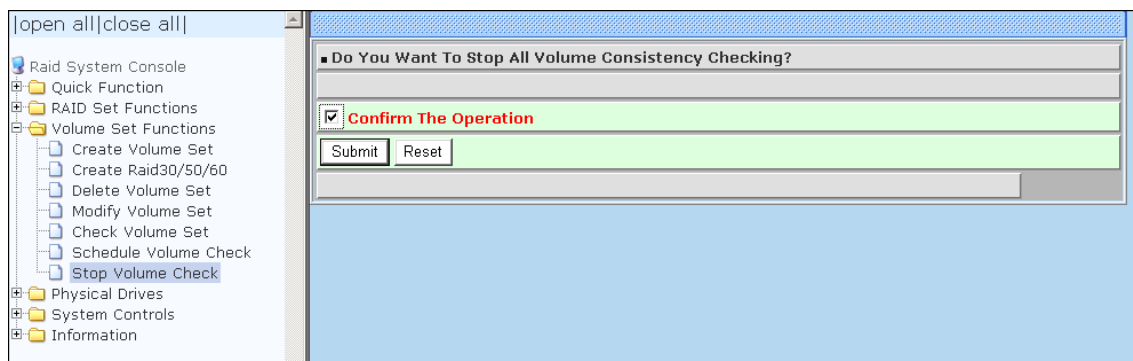 |open all|close all|
Raid System Console
Quick Function
RAID Set Functions
Volume Set Functions
Create Volume Set
Create Raid30/50/60
Delete Volume Set
Modify Volume Set
Check Volume Set
Schedule Volume Check
Stop Volume Check
Physical Drives
System Controls
Information
Do You Want To Stop All Volume Consistency Checking?
Confirm The Operation
Submit Reset